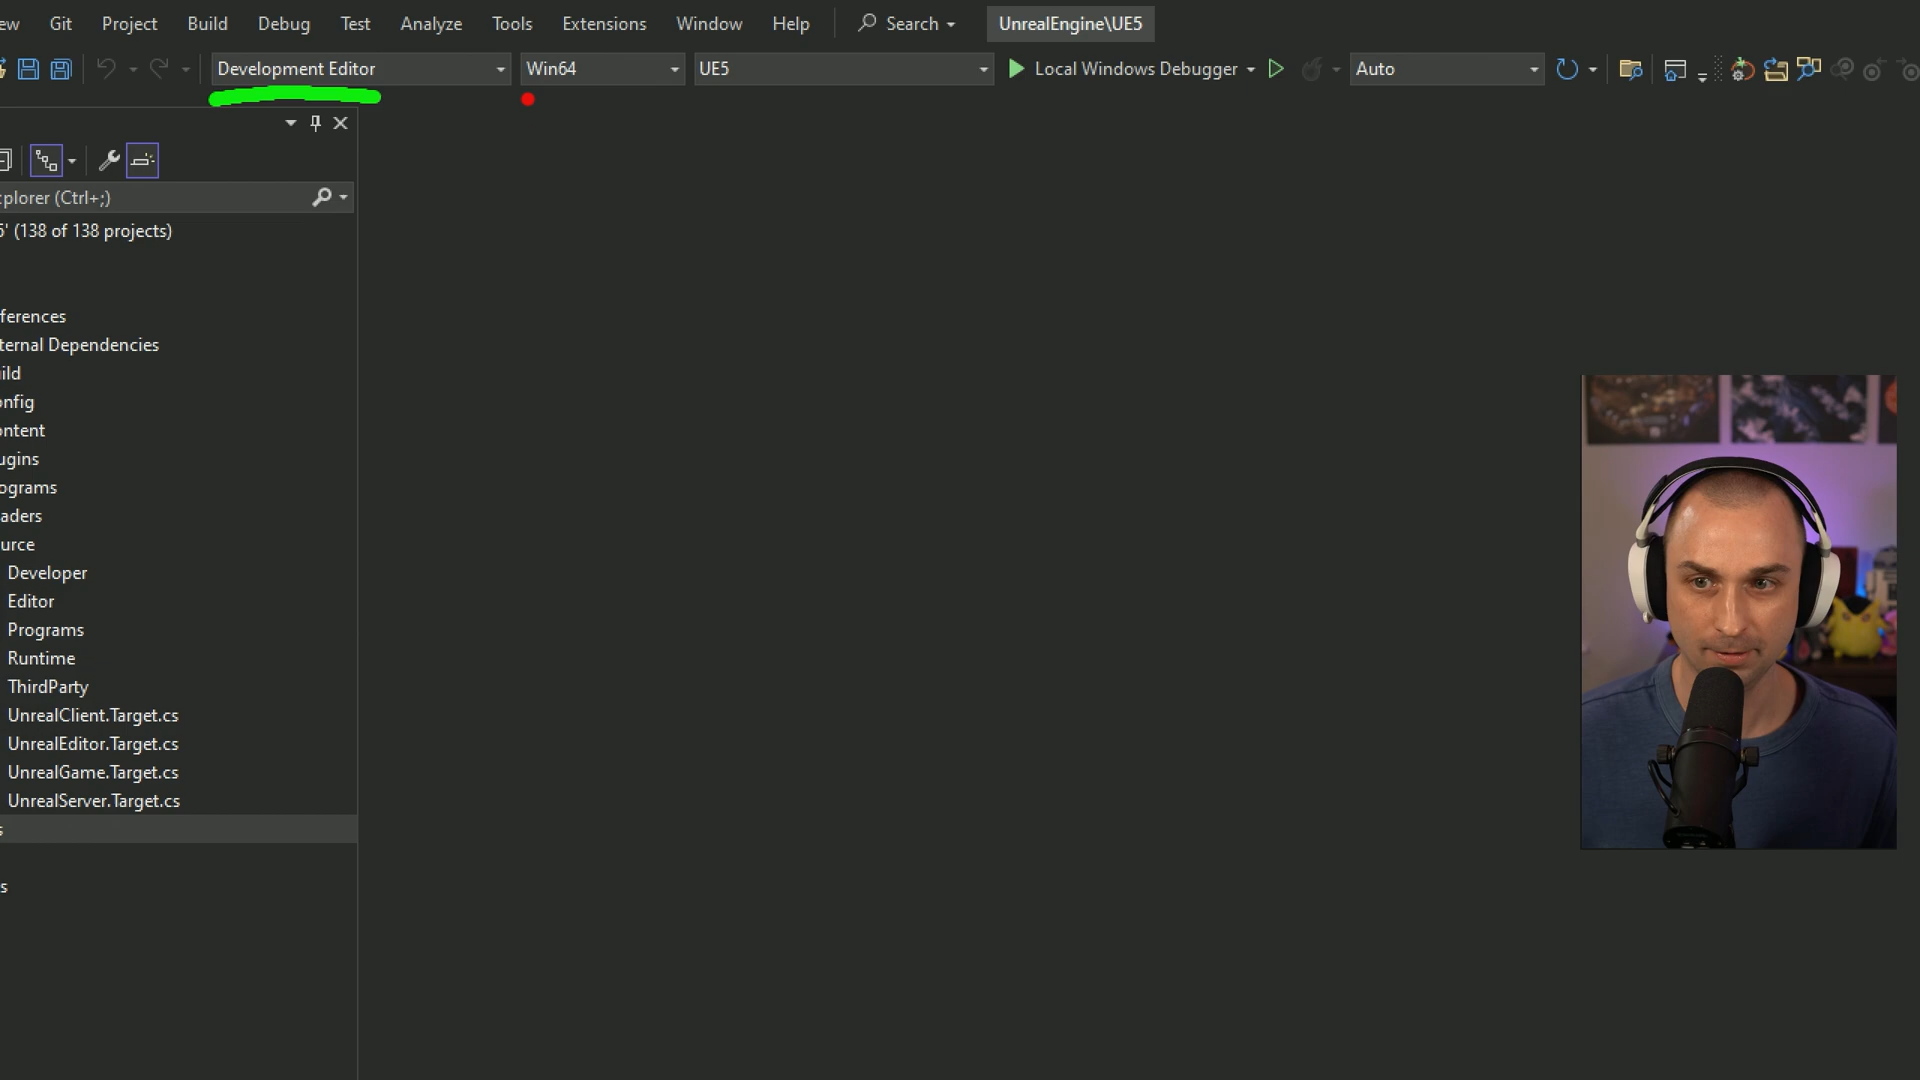 ew Git Project Build Debug Test Analyze Tools Extensions Window Help Search UnrealEngine\UE5
Development Editor Win64 UE5 Local Windows Debugger Auto
plorer (Ctrl+;)
' (138 of 138 projects)
ferences
ternal Dependencies
ild
onfig
ontent
ugins
ograms
aders
urce
Developer
Editor
Programs
Runtime
ThirdParty
UnrealClient.Target.cs
UnrealEditor.Target.cs
UnrealGame.Target.cs
UnrealServer.Target.cs
s
s